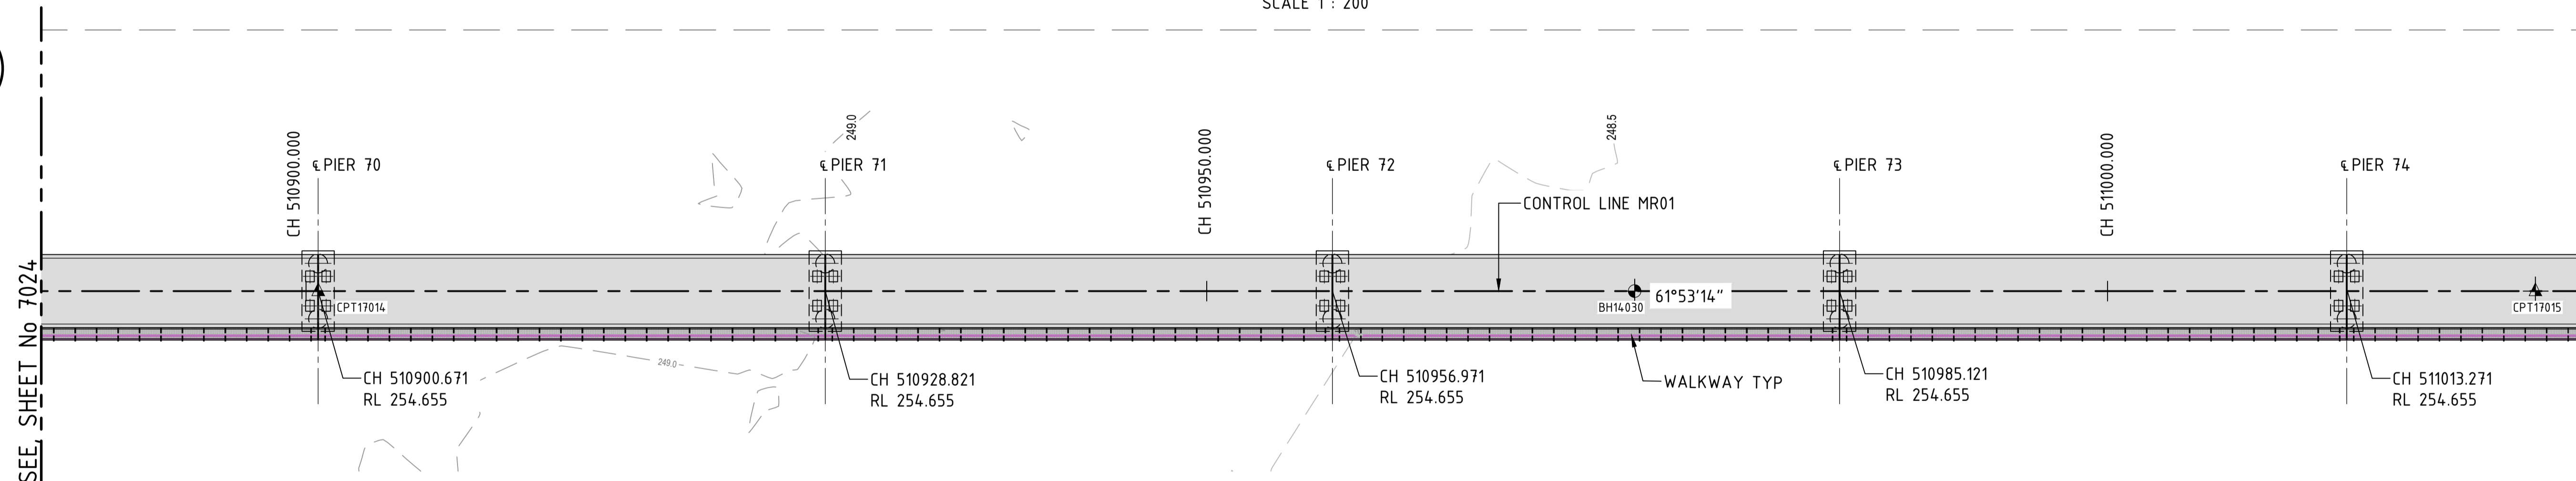 SCALE 1 : 200
SEE, SHEET No 7024
CH 510900.000
℄ PIER 70
249.0
℄ PIER 71
CH 510950.000
℄ PIER 72
248.5
CONTROL LINE MR01
℄ PIER 73
CH 511000.000
℄ PIER 74
CPT17014
BH14030
61°53'14"
CPT17015
CH 510900.671
RL 254.655
249.0
CH 510928.821
RL 254.655
CH 510956.971
RL 254.655
WALKWAY TYP
CH 510985.121
RL 254.655
CH 511013.271
RL 254.655